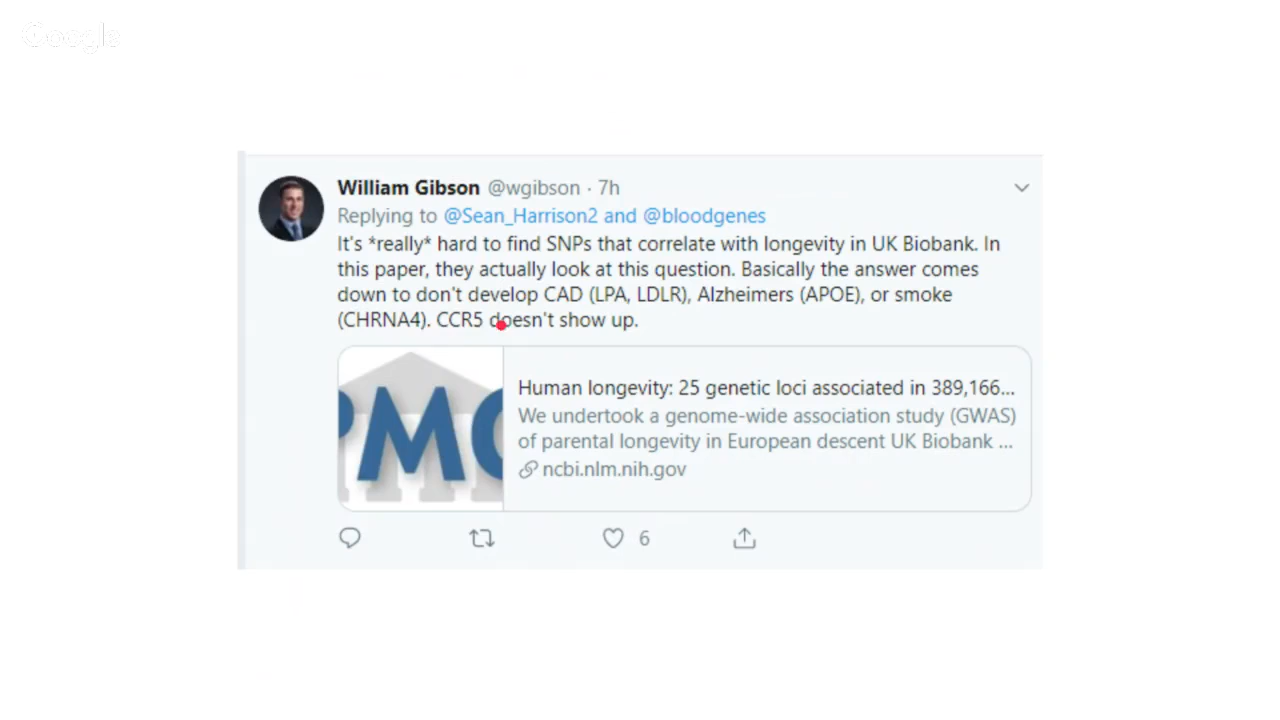 Google
William Gibson @wgibson · 7h
Replying to @Sean_Harrison2 and @bloodgenes
It's *really* hard to find SNPs that correlate with longevity in UK Biobank. In
this paper, they actually look at this question. Basically the answer comes
down to don't develop CAD (LPA, LDLR), Alzheimers (APOE), or smoke
(CHRNA4). CCR5 doesn't show up.
PMC
Human longevity: 25 genetic loci associated in 389,166...
We undertook a genome-wide association study (GWAS)
of parental longevity in European descent UK Biobank ...
ncbi.nlm.nih.gov
6